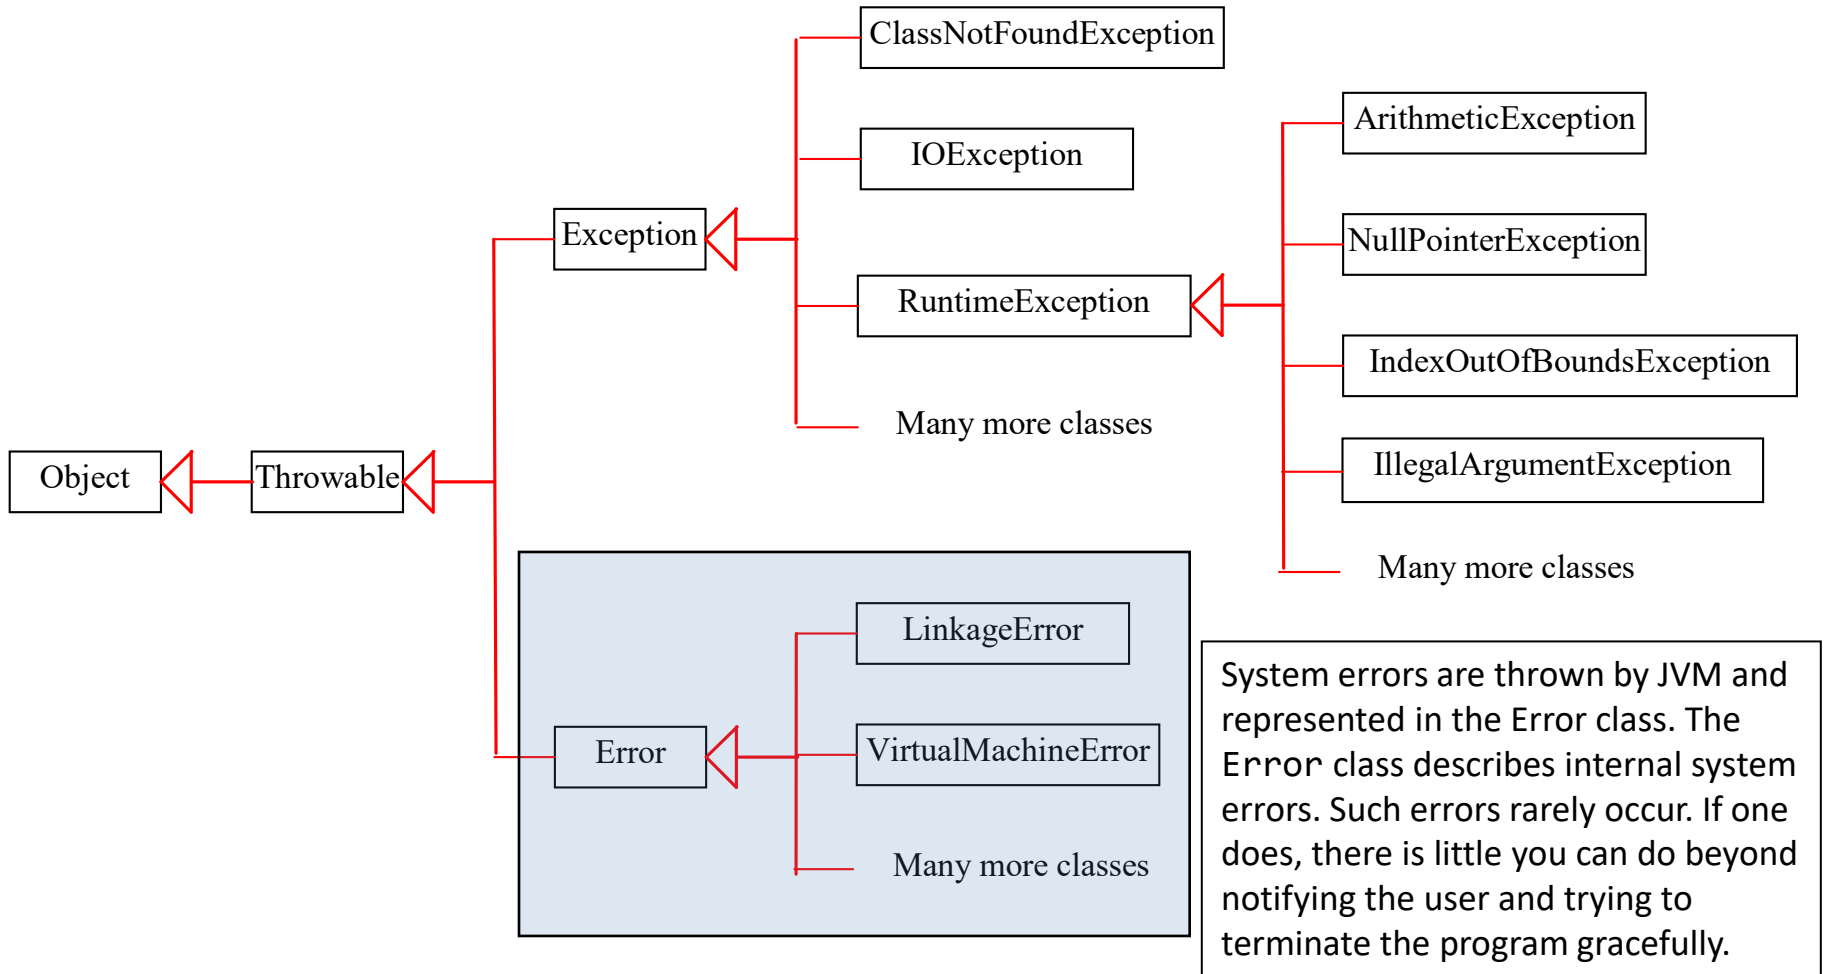 ClassNotFoundException
ArithmeticException
IOException
NullPointerException
Exception
RuntimeException
IndexOutOfBoundsException
Many more classes
IllegalArgumentException
Object
Throwable
Many more classes
LinkageError
Error
VirtualMachineError
Many more classes
System errors are thrown by JVM and
represented in the Error class. The
Error class describes internal system
errors. Such errors rarely occur. If one
does, there is little you can do beyond
notifying the user and trying to
terminate the program gracefully.